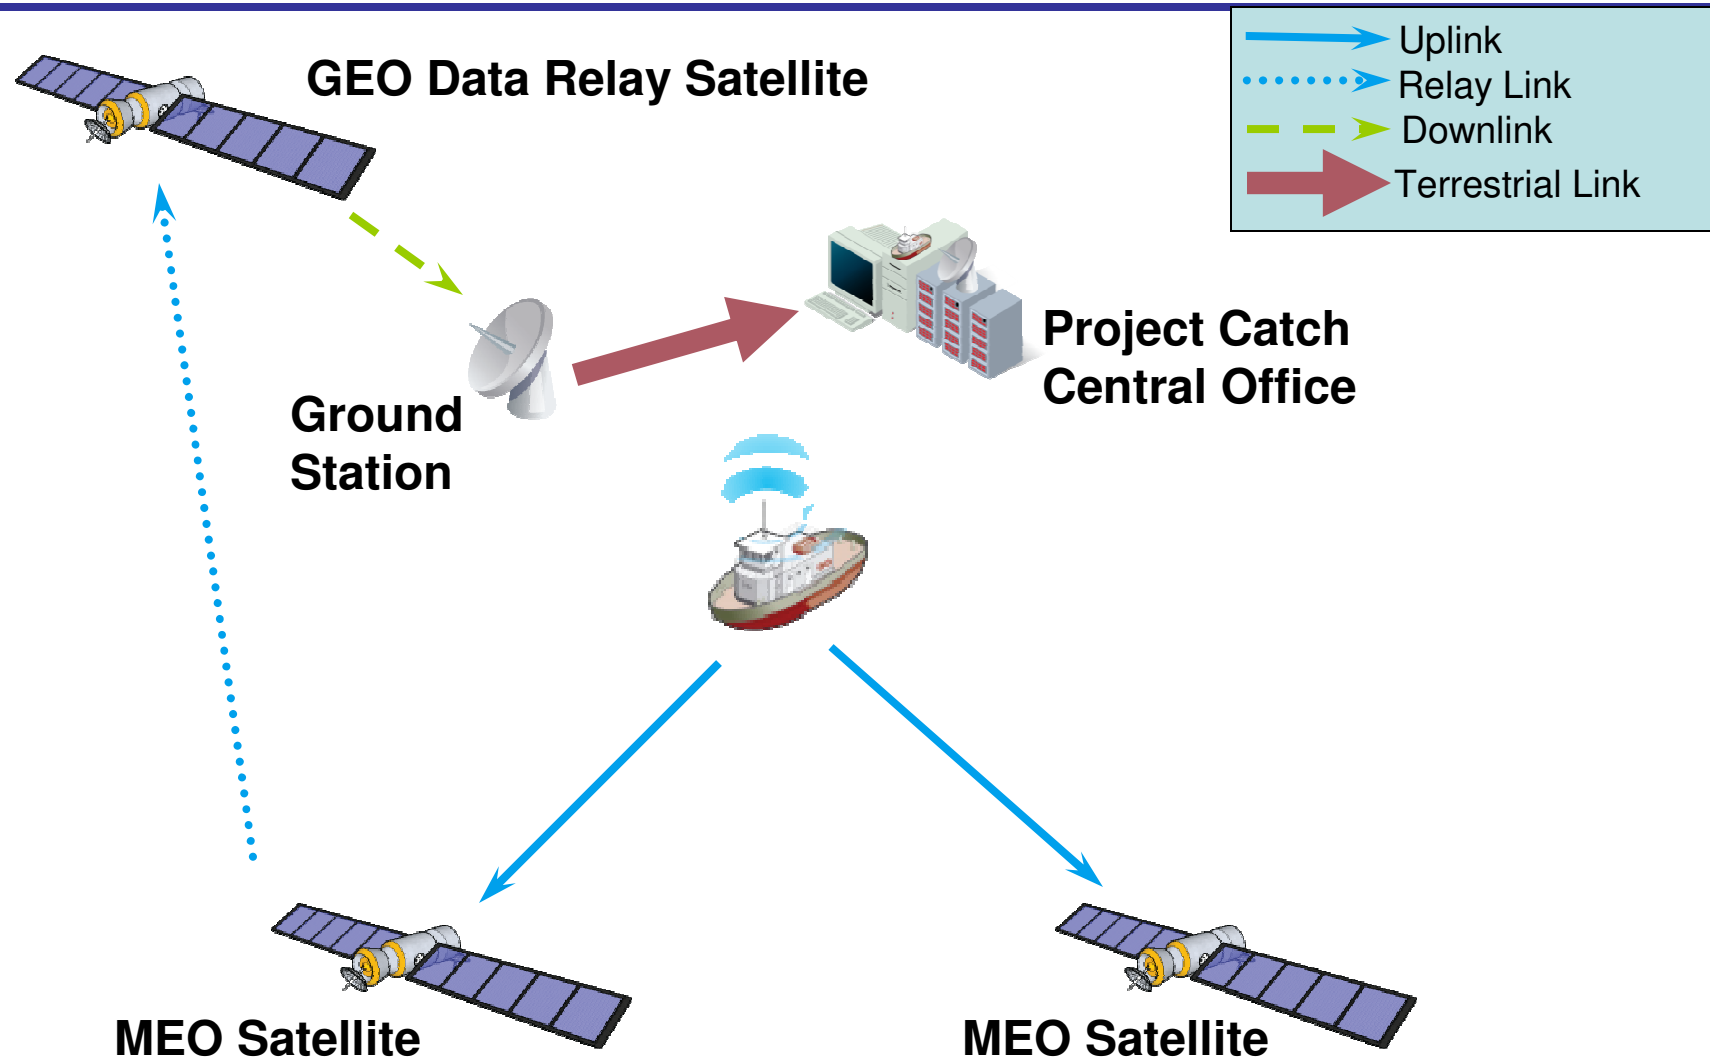 GEO Data Relay Satellite
Uplink
Relay Link
Downlink
Terrestrial Link
Project Catch
Central Office
Ground
Station
MEO Satellite
MEO Satellite